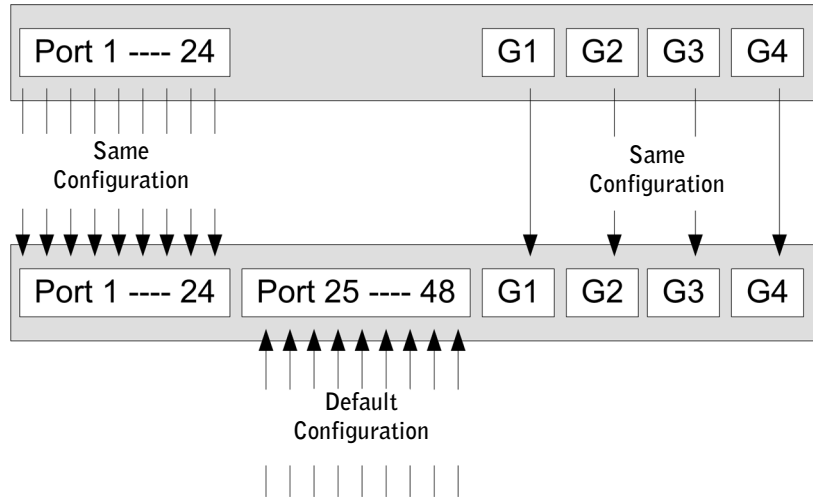 Port 1 ---- 24 G1 G2 G3 G4
Same
Configuration
Same
Configuration
Port 1 ---- 24 Port 25 ---- 48 G1 G2 G3 G4
Default
Configuration